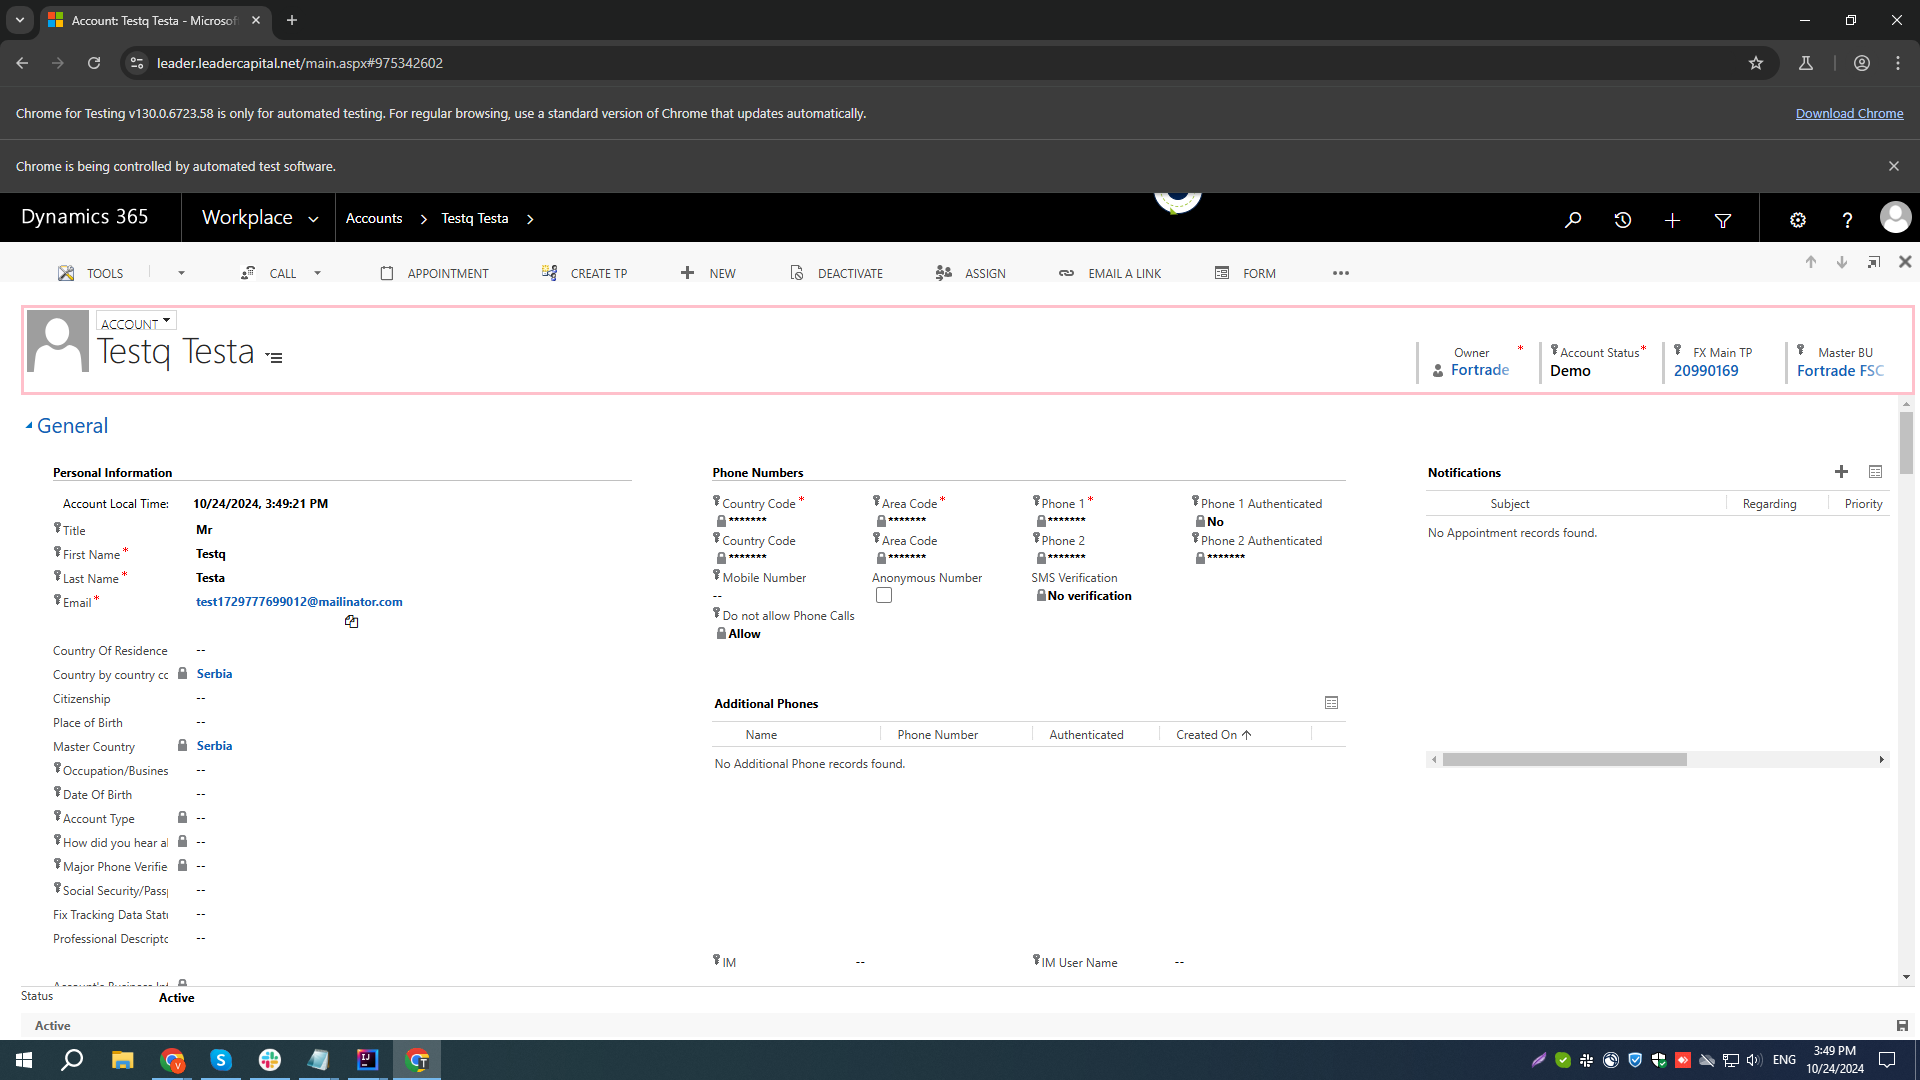 Account: Testq Testa - Microsof
leader.leadercapital.net/main.aspx#975342602
Chrome for Testing v130.0.6723.58 is only for automated testing. For regular browsing, use a standard version of Chrome that updates automatically.
Download Chrome
Chrome is being controlled by automated test software.
Dynamics 365
Workplace
Accounts
Testq Testa
TOOLS
CALL
APPOINTMENT
CREATE TP
NEW
DEACTIVATE
ASSIGN
EMAIL A LINK
FORM
ACCOUNT
Testq Testa
Owner *
Fortrade
Account Status *
Demo
FX Main TP
20990169
Master BU
Fortrade FSC
General
Personal Information
Account Local Time: 10/24/2024, 3:49:21 PM
Title Mr
First Name * Testq
Last Name * Testa
Email * test1729777699012@mailinator.com
Country Of Residence --
Country by country cc Serbia
Citizenship --
Place of Birth --
Master Country Serbia
Occupation/Busines --
Date Of Birth --
Account Type --
How did you hear a --
Major Phone Verifie --
Social Security/Pass --
Fix Tracking Data Stat --
Professional Descripto --
Phone Numbers
Country Code * Area Code * Phone 1 * Phone 1 Authenticated
******* ******* ******* No
Country Code Area Code Phone 2 Phone 2 Authenticated
******* ******* ******* *******
Mobile Number Anonymous Number SMS Verification
-- No verification
Do not allow Phone Calls
Allow
Additional Phones
Name Phone Number Authenticated Created On
No Additional Phone records found.
IM -- IM User Name --
Notifications
Subject Regarding Priority
No Appointment records found.
Status Active
Active
ENG
3:49 PM
10/24/2024